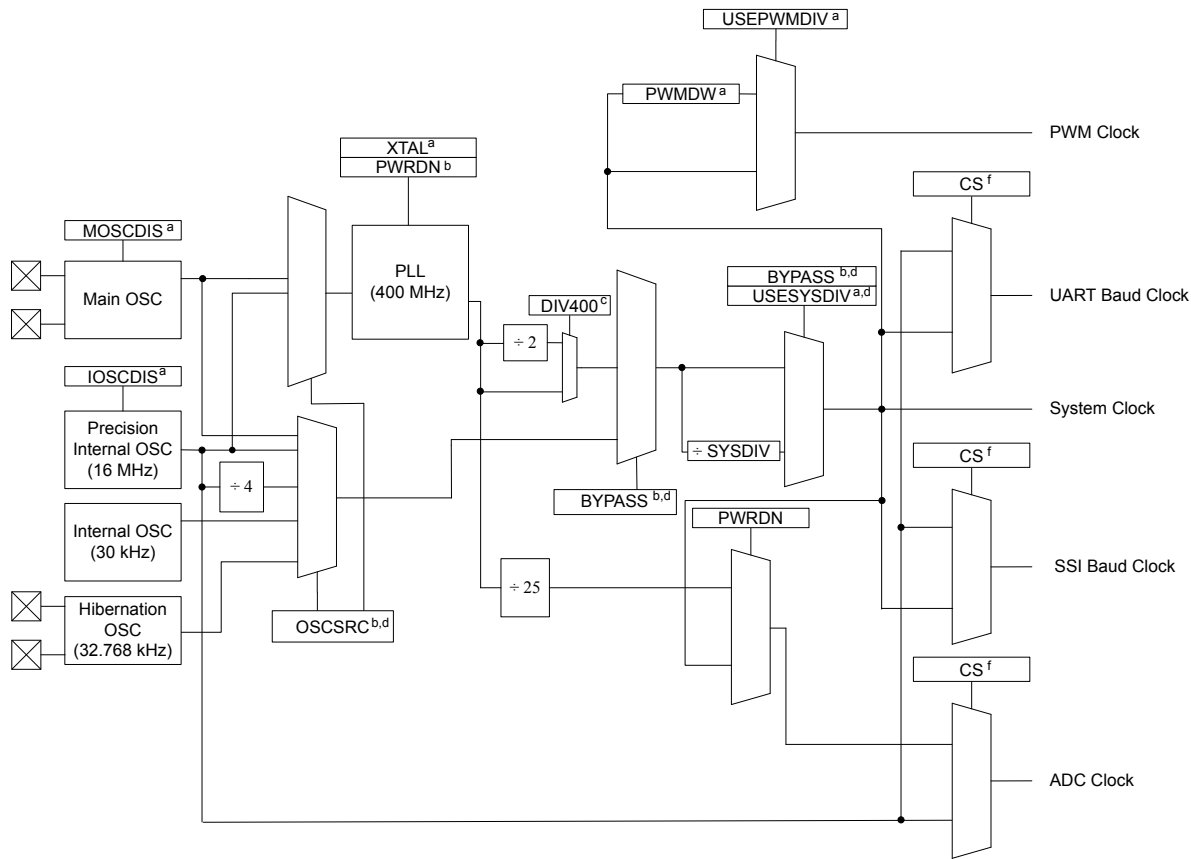 USEPWMDIV a
PWMDW a
PWM Clock
XTAL a
PWRDN b
CS f
MOSCDIS a
Main OSC
PLL
(400 MHz)
BYPASS b,d
USESYSDIV a,d
DIV400 c
÷ 2
UART Baud Clock
IOSCDIS a
Precision
Internal OSC
(16 MHz)
System Clock
÷ SYSDIV
÷ 4
BYPASS b,d
CS f
Internal OSC
(30 kHz)
PWRDN
÷ 25
SSI Baud Clock
Hibernation
OSC
(32.768 kHz)
OSCSRC b,d
CS f
ADC Clock